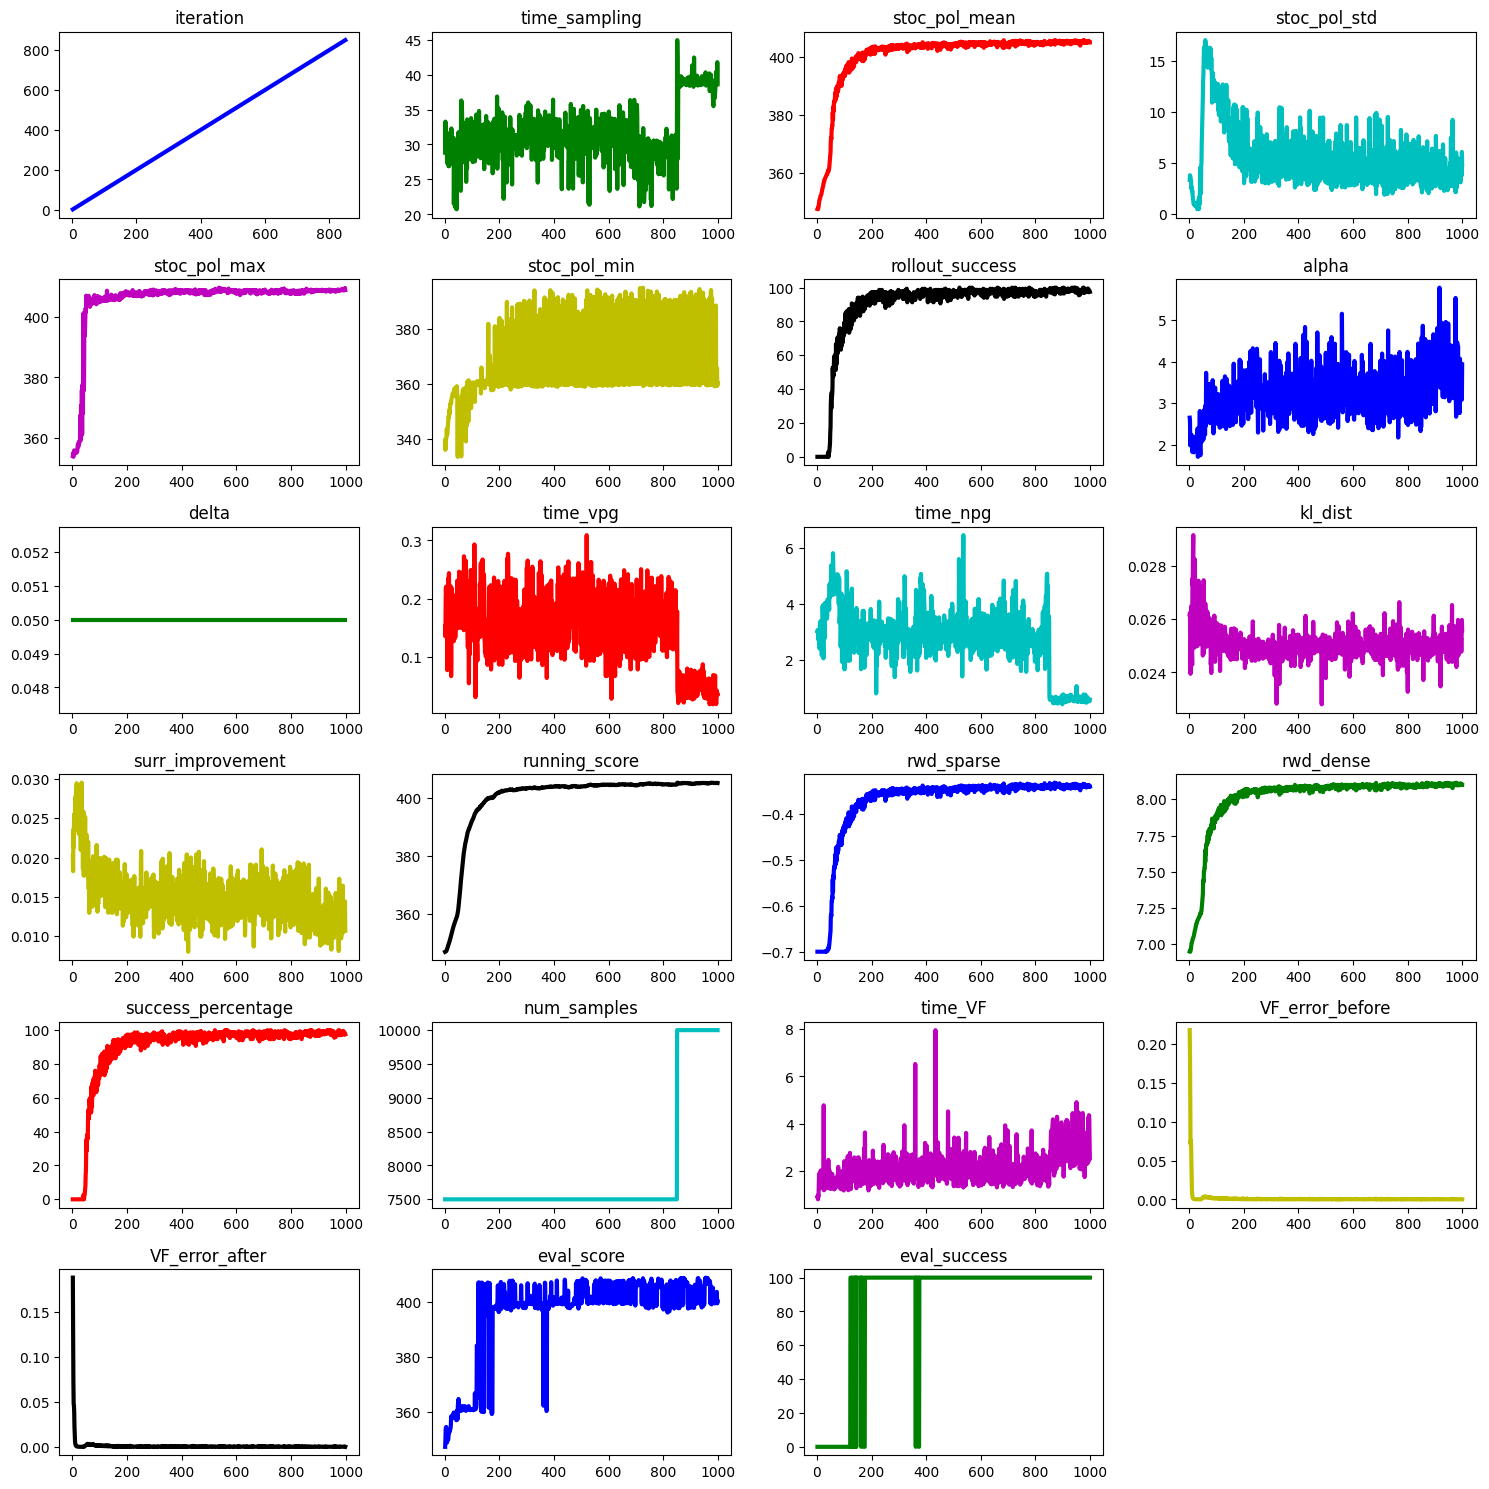 iteration
800
600
400
200
0
0 200 400 600 800
time_sampling
45
40
35
30
25
20
0 200 400 600 800 1000
stoc_pol_mean
400
380
360
0 200 400 600 800 1000
stoc_pol_std
15
10
5
0
0 200 400 600 800 1000
stoc_pol_max
400
380
360
0 200 400 600 800 1000
stoc_pol_min
380
360
340
0 200 400 600 800 1000
rollout_success
100
80
60
40
20
0
0 200 400 600 800 1000
alpha
5
4
3
2
0 200 400 600 800 1000
delta
0.052
0.051
0.050
0.049
0.048
0 200 400 600 800 1000
time_vpg
0.3
0.2
0.1
0 200 400 600 800 1000
time_npg
6
4
2
0 200 400 600 800 1000
kl_dist
0.028
0.026
0.024
0 200 400 600 800 1000
surr_improvement
0.030
0.025
0.020
0.015
0.010
0 200 400 600 800 1000
running_score
400
380
360
0 200 400 600 800 1000
rwd_sparse
−0.4
−0.5
−0.6
−0.7
0 200 400 600 800 1000
rwd_dense
8.00
7.75
7.50
7.25
7.00
0 200 400 600 800 1000
success_percentage
100
80
60
40
20
0
0 200 400 600 800 1000
num_samples
10000
9500
9000
8500
8000
7500
0 200 400 600 800 1000
time_VF
8
6
4
2
0 200 400 600 800 1000
VF_error_before
0.20
0.15
0.10
0.05
0.00
0 200 400 600 800 1000
VF_error_after
0.15
0.10
0.05
0.00
0 200 400 600 800 1000
eval_score
400
380
360
0 200 400 600 800 1000
eval_success
100
80
60
40
20
0
0 200 400 600 800 1000